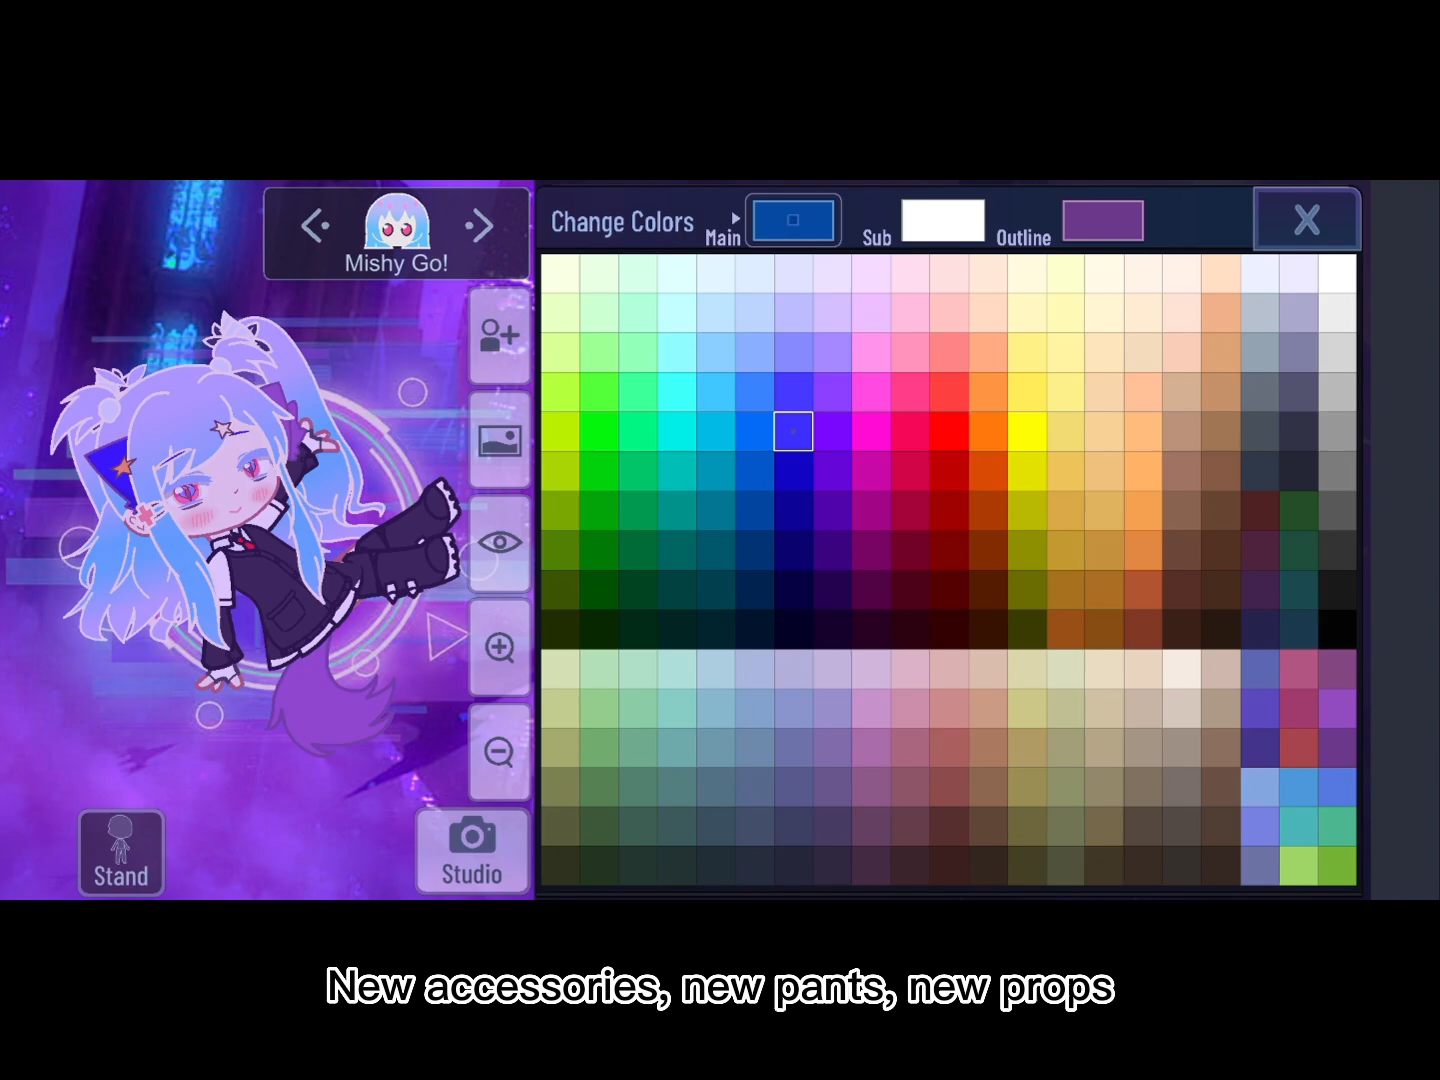 Mishy Go!
Change Colors
Main
Sub
Outline
X
Stand
Studio
New accessories, new pants, new props